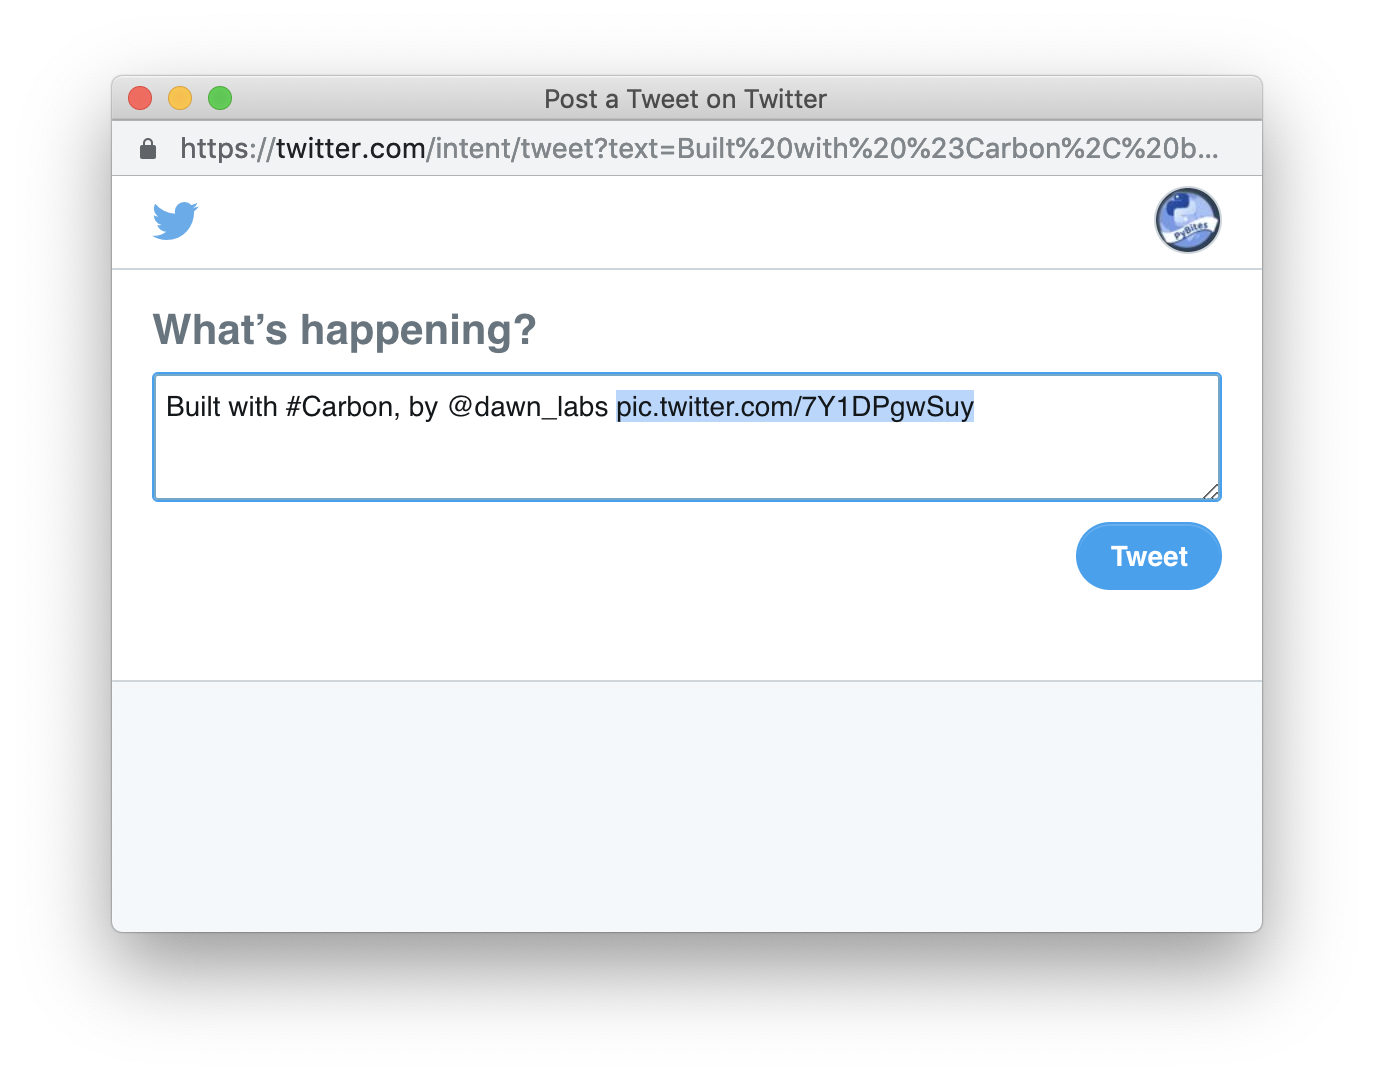 Post a Tweet on Twitter
https://twitter.com/intent/tweet?text=Built%20with%20%23Carbon%2C%20b...
PyBites
What’s happening?
Built with #Carbon, by @dawn_labs pic.twitter.com/7Y1DPgwSuy
Tweet